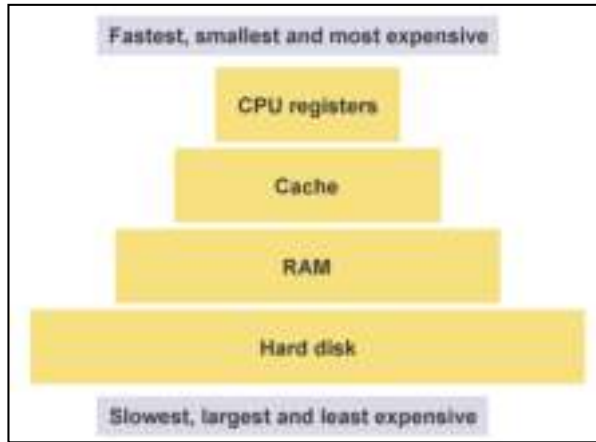 Fastest, smallest and most expensive
CPU registers
Cache
RAM
Hard disk
Slowest, largest and least expensive